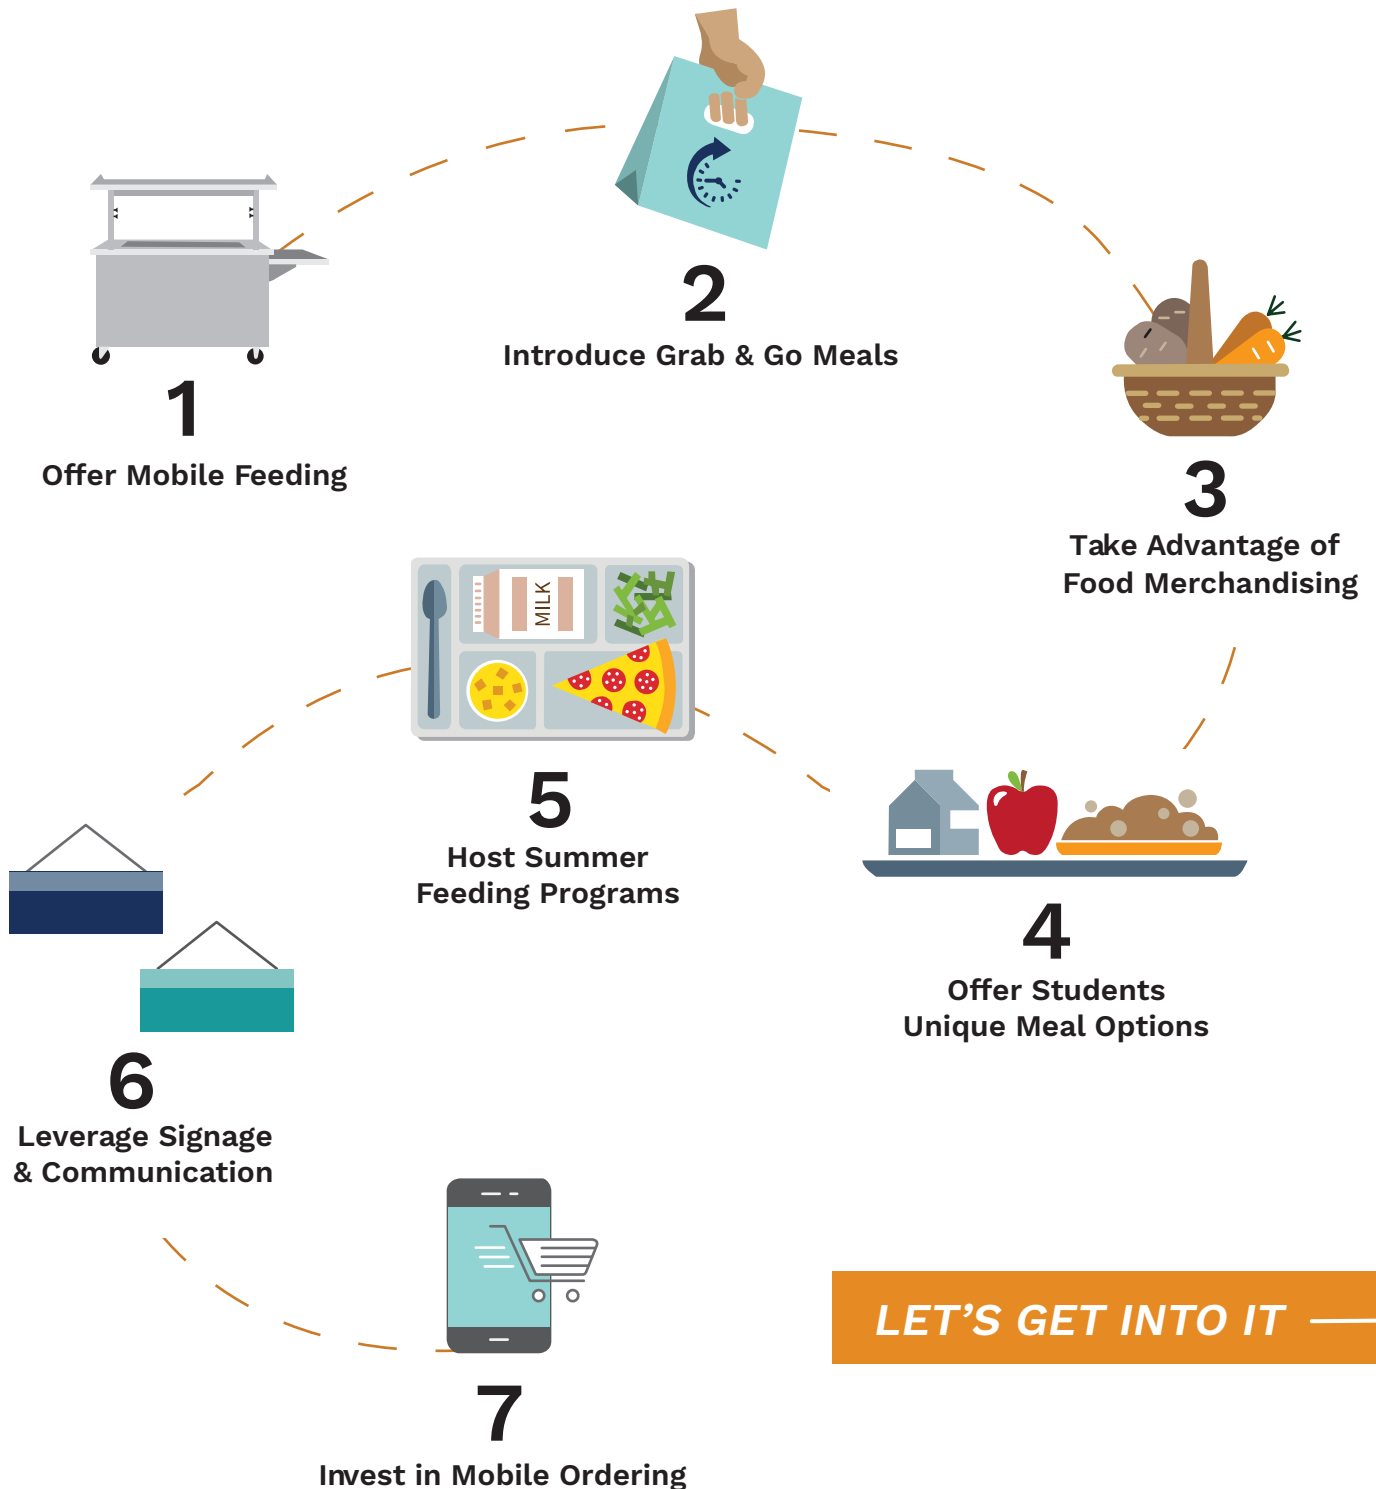 1
Offer Mobile Feeding
2
Introduce Grab & Go Meals
3
Take Advantage of
Food Merchandising
4
Offer Students
Unique Meal Options
MILK
5
Host Summer
Feeding Programs
6
Leverage Signage
& Communication
7
Invest in Mobile Ordering
LET’S GET INTO IT